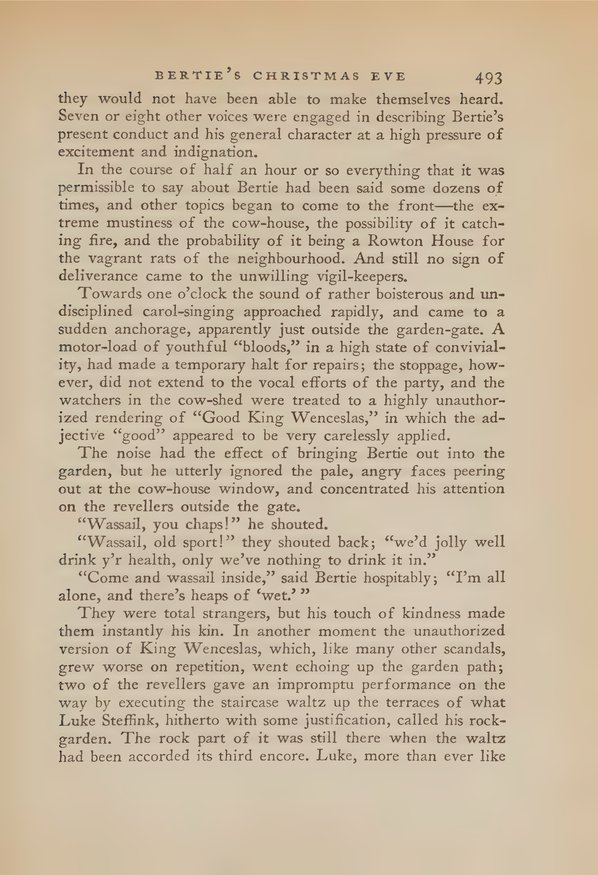 BERTIE'S CHRISTMAS EVE 493
they would not have been able to make themselves heard.
Seven or eight other voices were engaged in describing Bertie's
present conduct and his general character at a high pressure of
excitement and indignation.
In the course of half an hour or so everything that it was
permissible to say about Bertie had been said some dozens of
times, and other topics began to come to the front—the ex-
treme mustiness of the cow-house, the possibility of it catch-
ing fire, and the probability of it being a Rowton House for
the vagrant rats of the neighbourhood. And still no sign of
deliverance came to the unwilling vigil-keepers.
Towards one o'clock the sound of rather boisterous and un-
disciplined carol-singing approached rapidly, and came to a
sudden anchorage, apparently just outside the garden-gate. A
motor-load of youthful "bloods," in a high state of convivial-
ity, had made a temporary halt for repairs; the stoppage, how-
ever, did not extend to the vocal efforts of the party, and the
watchers in the cow-shed were treated to a highly unauthor-
ized rendering of "Good King Wenceslas," in which the ad-
jective "good" appeared to be very carelessly applied.
The noise had the effect of bringing Bertie out into the
garden, but he utterly ignored the pale, angry faces peering
out at the cow-house window, and concentrated his attention
on the revellers outside the gate.
"Wassail, you chaps!" he shouted.
"Wassail, old sport!" they shouted back; "we'd jolly well
drink y'r health, only we've nothing to drink it in."
"Come and wassail inside," said Bertie hospitably; "I'm all
alone, and there's heaps of 'wet.' "
They were total strangers, but his touch of kindness made
them instantly his kin. In another moment the unauthorized
version of King Wenceslas, which, like many other scandals,
grew worse on repetition, went echoing up the garden path;
two of the revellers gave an impromptu performance on the
way by executing the staircase waltz up the terraces of what
Luke Steffink, hitherto with some justification, called his rock-
garden. The rock part of it was still there when the waltz
had been accorded its third encore. Luke, more than ever like